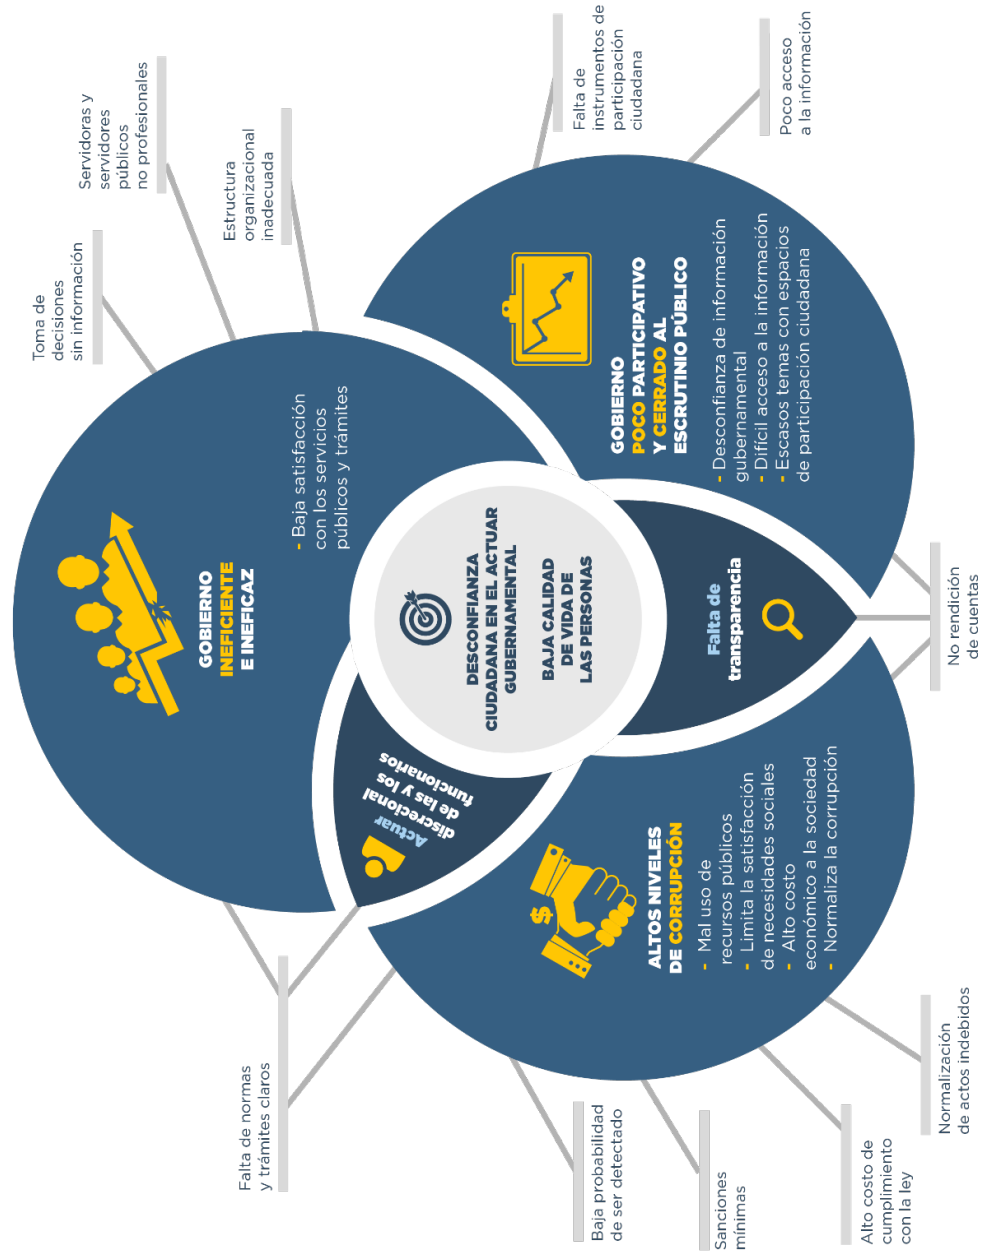 Toma de
decisiones
sin información
Servidoras y
servidores
públicos
no profesionales
Estructura
organizacional
inadecuada
Falta de normas
y trámites claros
GOBIERNO
INEFICIENTE
E INEFICAZ
- Baja satisfacción
con los servicios
públicos y trámites
Actuar
discrecional
de las y los
funcionarios
DESCONFIANZA
CIUDADANA EN EL ACTUAR
GUBERNAMENTAL
BAJA CALIDAD
DE VIDA DE
LAS PERSONAS
$
ALTOS NIVELES
DE CORRUPCIÓN
- Mal uso de
recursos públicos
- Limita la satisfacción
de necesidades sociales
- Alto costo
económico a la sociedad
- Normaliza la corrupción
Falta de
transparencia
GOBIERNO
POCO PARTICIPATIVO
Y CERRADO AL
ESCRUTINIO PÚBLICO
- Desconfianza de información
gubernamental
- Difícil acceso a la información
- Escasos temas con espacios
de participación ciudadana
Falta de
instrumentos de
participación
ciudadana
Poco acceso
a la información
Baja probabilidad
de ser detectado
Sanciones
mínimas
Alto costo de
cumplimiento
con la ley
Normalización
de actos indebidos
No rendición
de cuentas